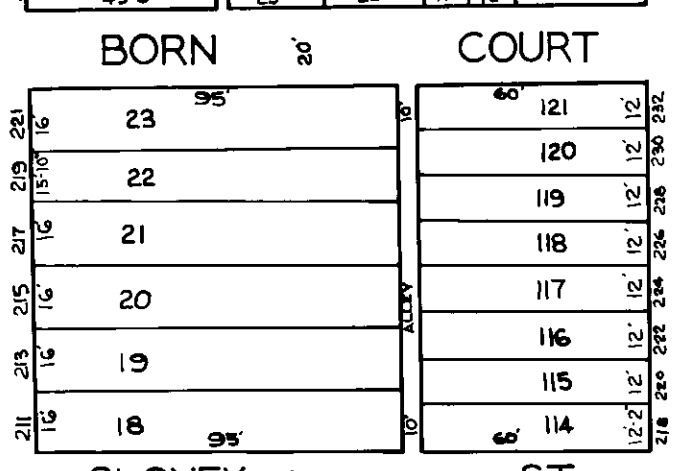 BORN 20' COURT
95' 10' 60'
221 16' 23 121 12' 232
120 12' 230
219 15-10" 22
119 12' 228
217 16' 21 118 12' 226
215 16' 20 ALLEY 117 12' 224
116 12' 222
213 16' 19
115 12' 220
211 16' 18 95' 10' 60' 114 12'-2" 218
ST.